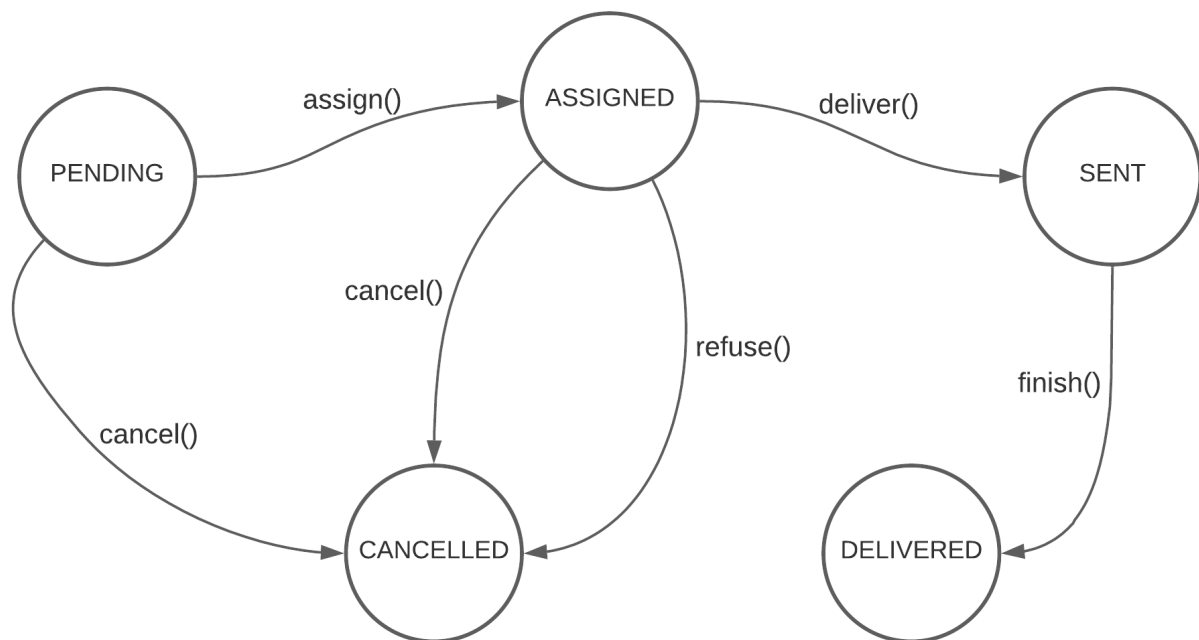 ASSIGNED
assign()
deliver()
PENDING
SENT
cancel()
refuse()
finish()
cancel()
CANCELLED
DELIVERED